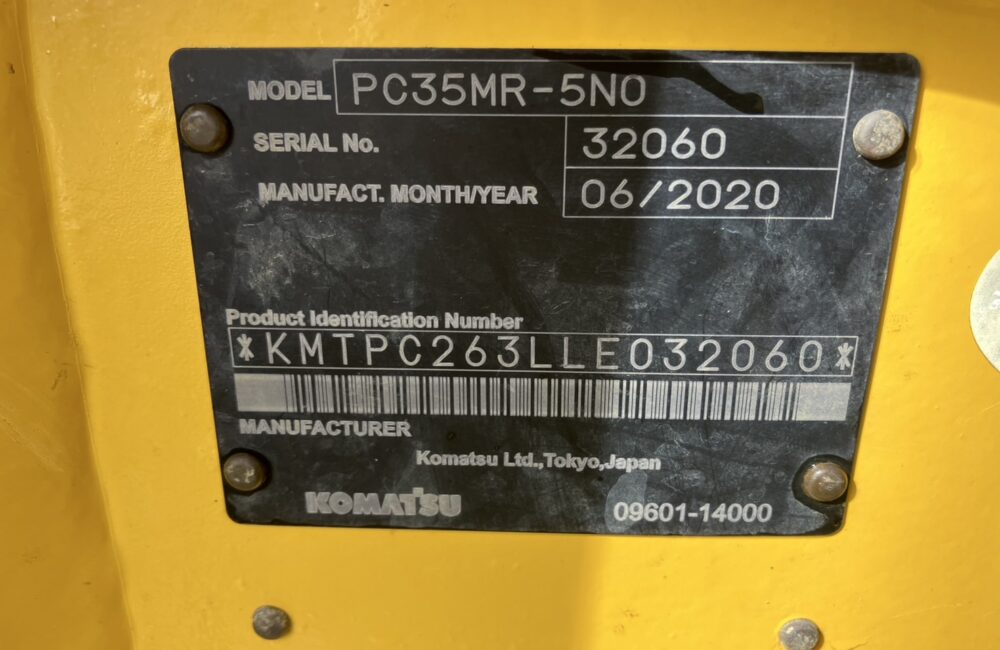 MODEL PC35MR-5N0
SERIAL No. 32060
MANUFACT. MONTH/YEAR 06/2020
Product Identification Number
*KMTPC263LLE032060*
MANUFACTURER
Komatsu Ltd.,Tokyo,Japan
KOMATSU 09601-14000